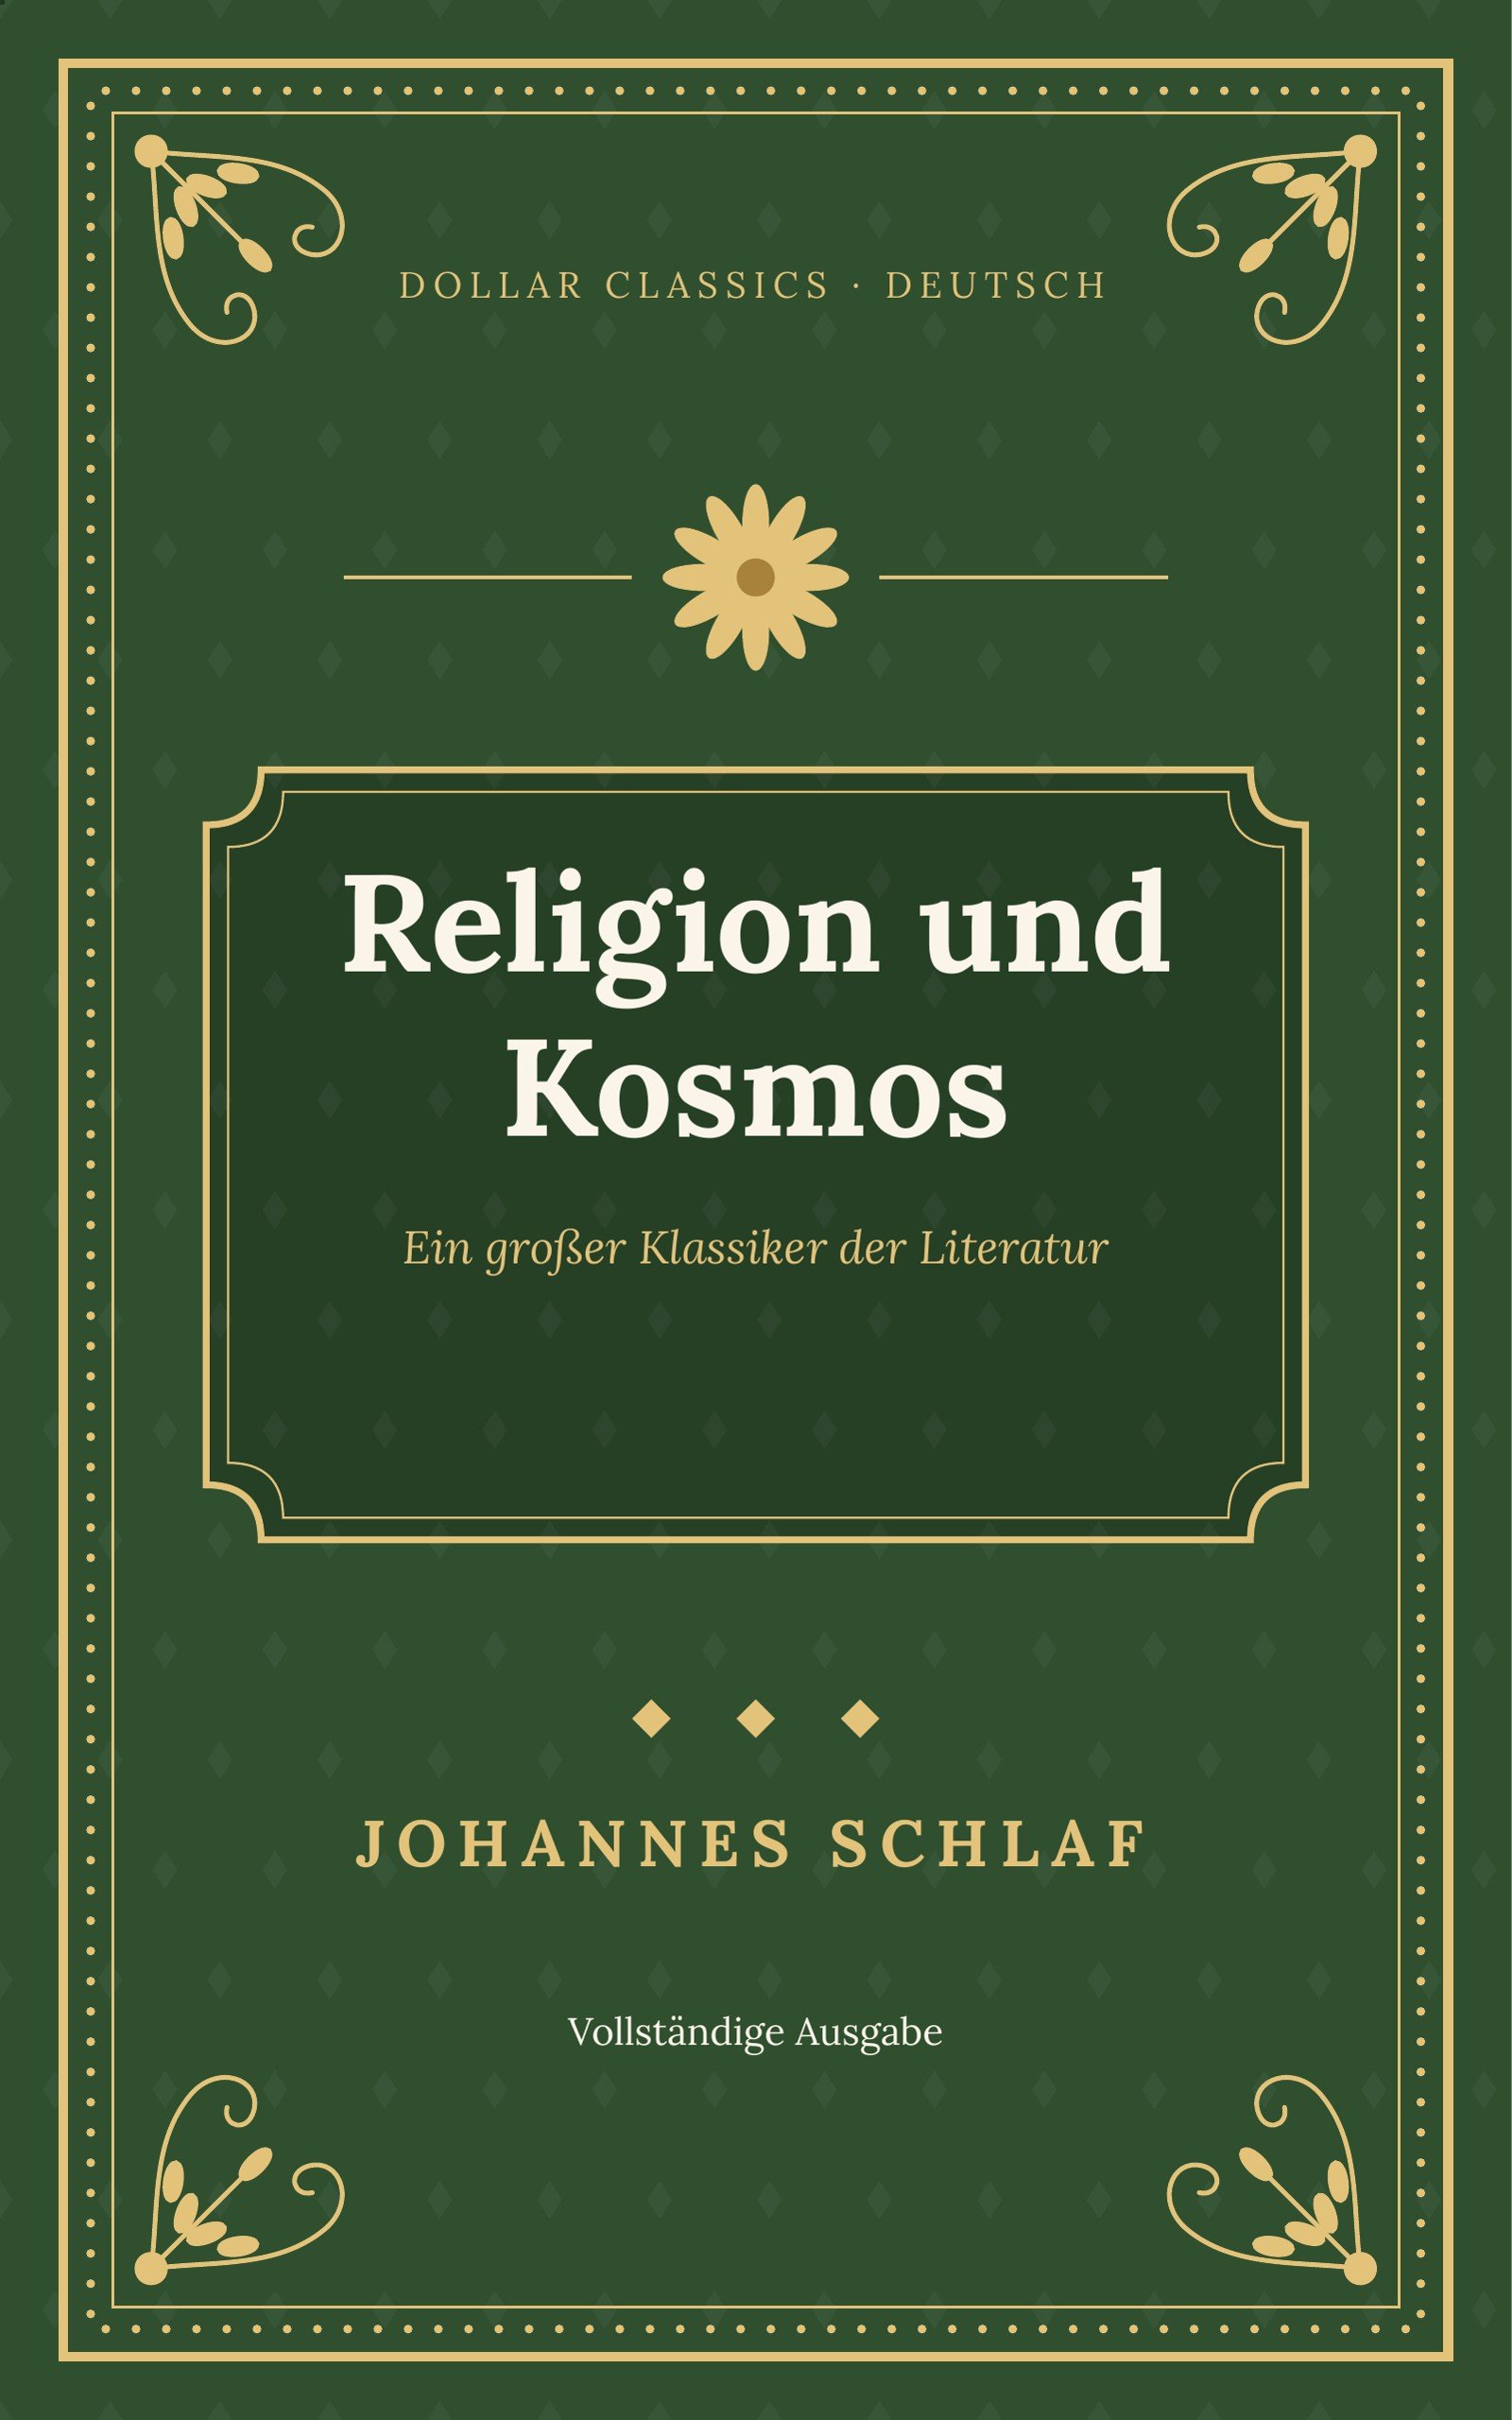 DOLLAR CLASSICS · DEUTSCH
Religion und
Kosmos
Ein großer Klassiker der Literatur
JOHANNES SCHLAF
Vollständige Ausgabe